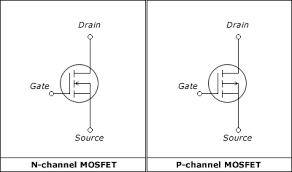 Drain
Gate
Source
N-channel MOSFET
Drain
Gate
Source
P-channel MOSFET